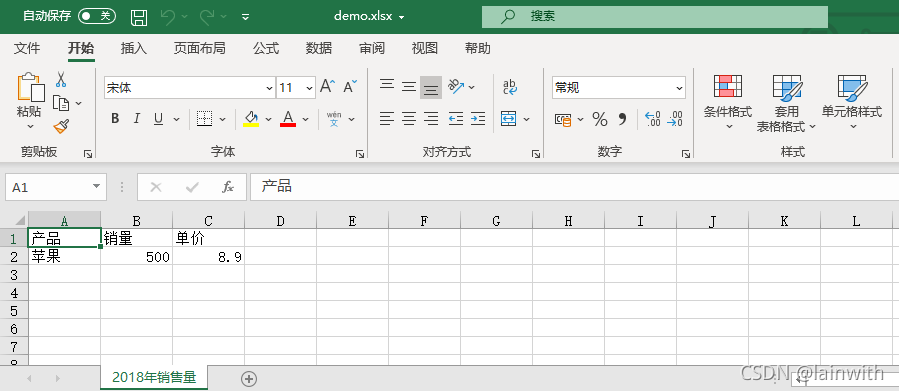 自动保存 关 demo.xlsx 搜索
文件 开始 插入 页面布局 公式 数据 审阅 视图 帮助
宋体 11 A A ab c 常规
粘贴 B I U A wén 文 % , .00 .00 条件格式 套用 表格格式 单元格样式
剪贴板 字体 对齐方式 数字 样式
A1 fx 产品
A B C D E F G H I J K L
1 产品 销量 单价
2 苹果 500 8.9
3
4
5
6
7
8
2018年销售量
CSDN @lainwith